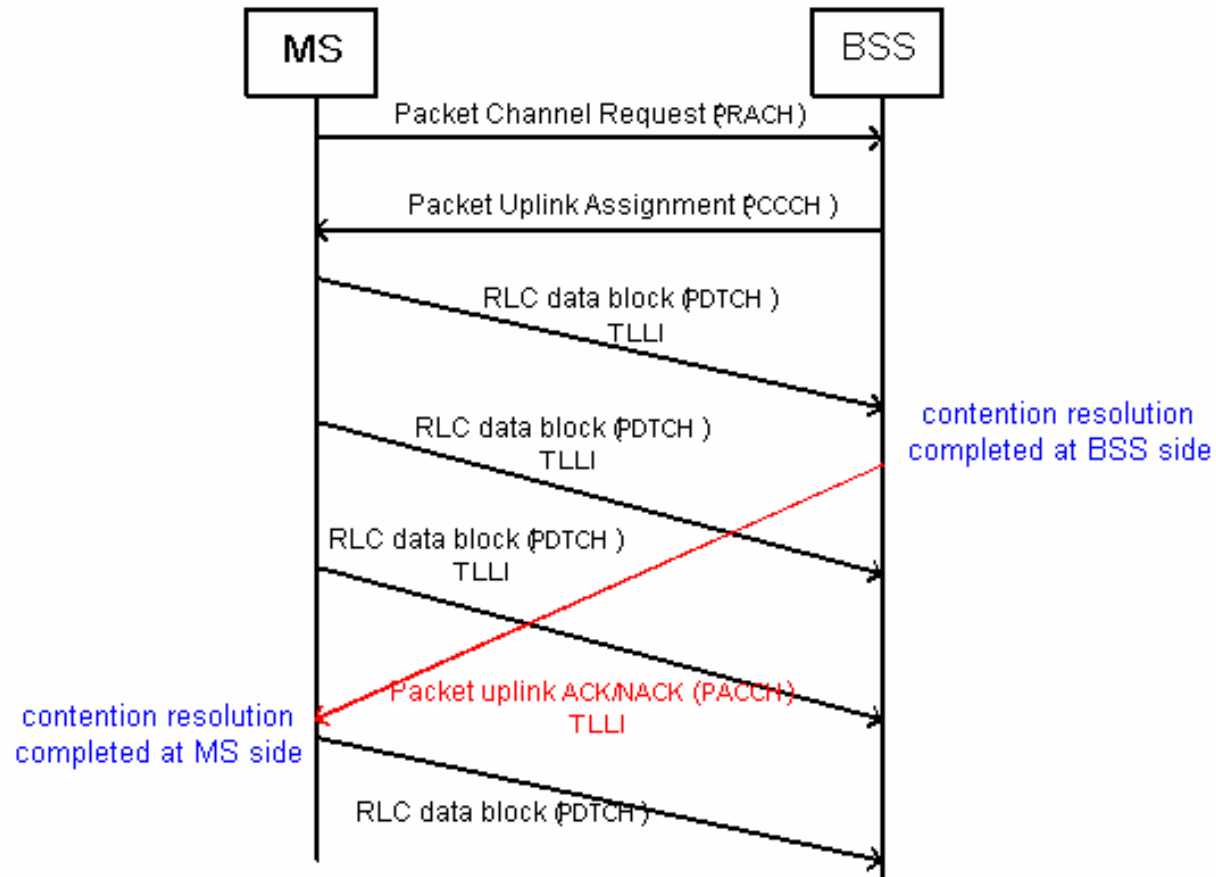 MS
BSS
Packet Channel Request (PRACH)
Packet Uplink Assignment (PCCCH )
RLC data block (PDTCH )
TLLI
contention resolution
completed at BSS side
RLC data block (PDTCH )
TLLI
RLC data block (PDTCH )
TLLI
Packet uplink ACK/NACK (PACCH)
TLLI
contention resolution
completed at MS side
RLC data block (PDTCH )